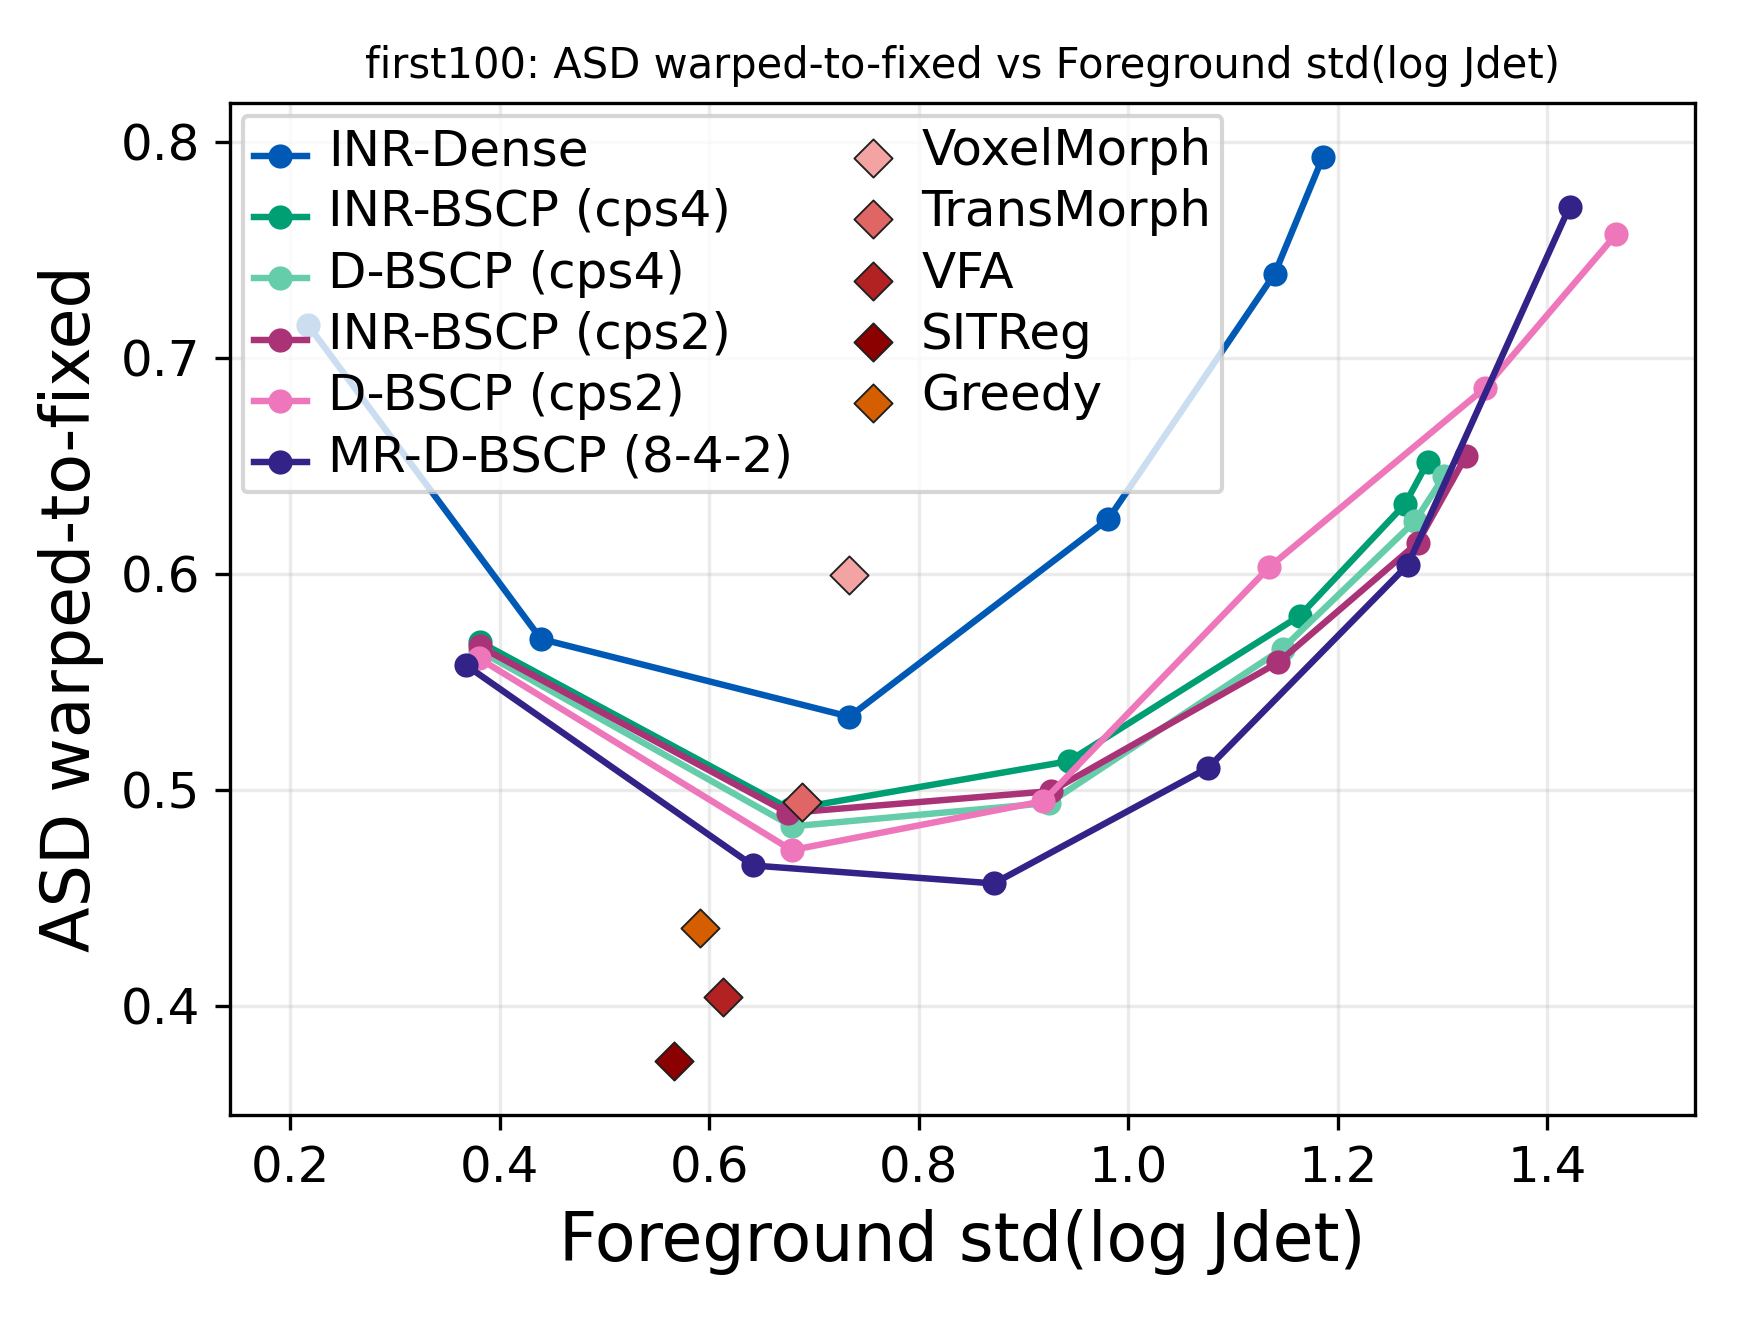 first100: ASD warped-to-fixed vs Foreground std(log Jdet)
INR-Dense
INR-BSCP (cps4)
D-BSCP (cps4)
INR-BSCP (cps2)
D-BSCP (cps2)
MR-D-BSCP (8-4-2)
VoxelMorph
TransMorph
VFA
SITReg
Greedy
ASD warped-to-fixed
0.8
0.7
0.6
0.5
0.4
0.2 0.4 0.6 0.8 1.0 1.2 1.4
Foreground std(log Jdet)